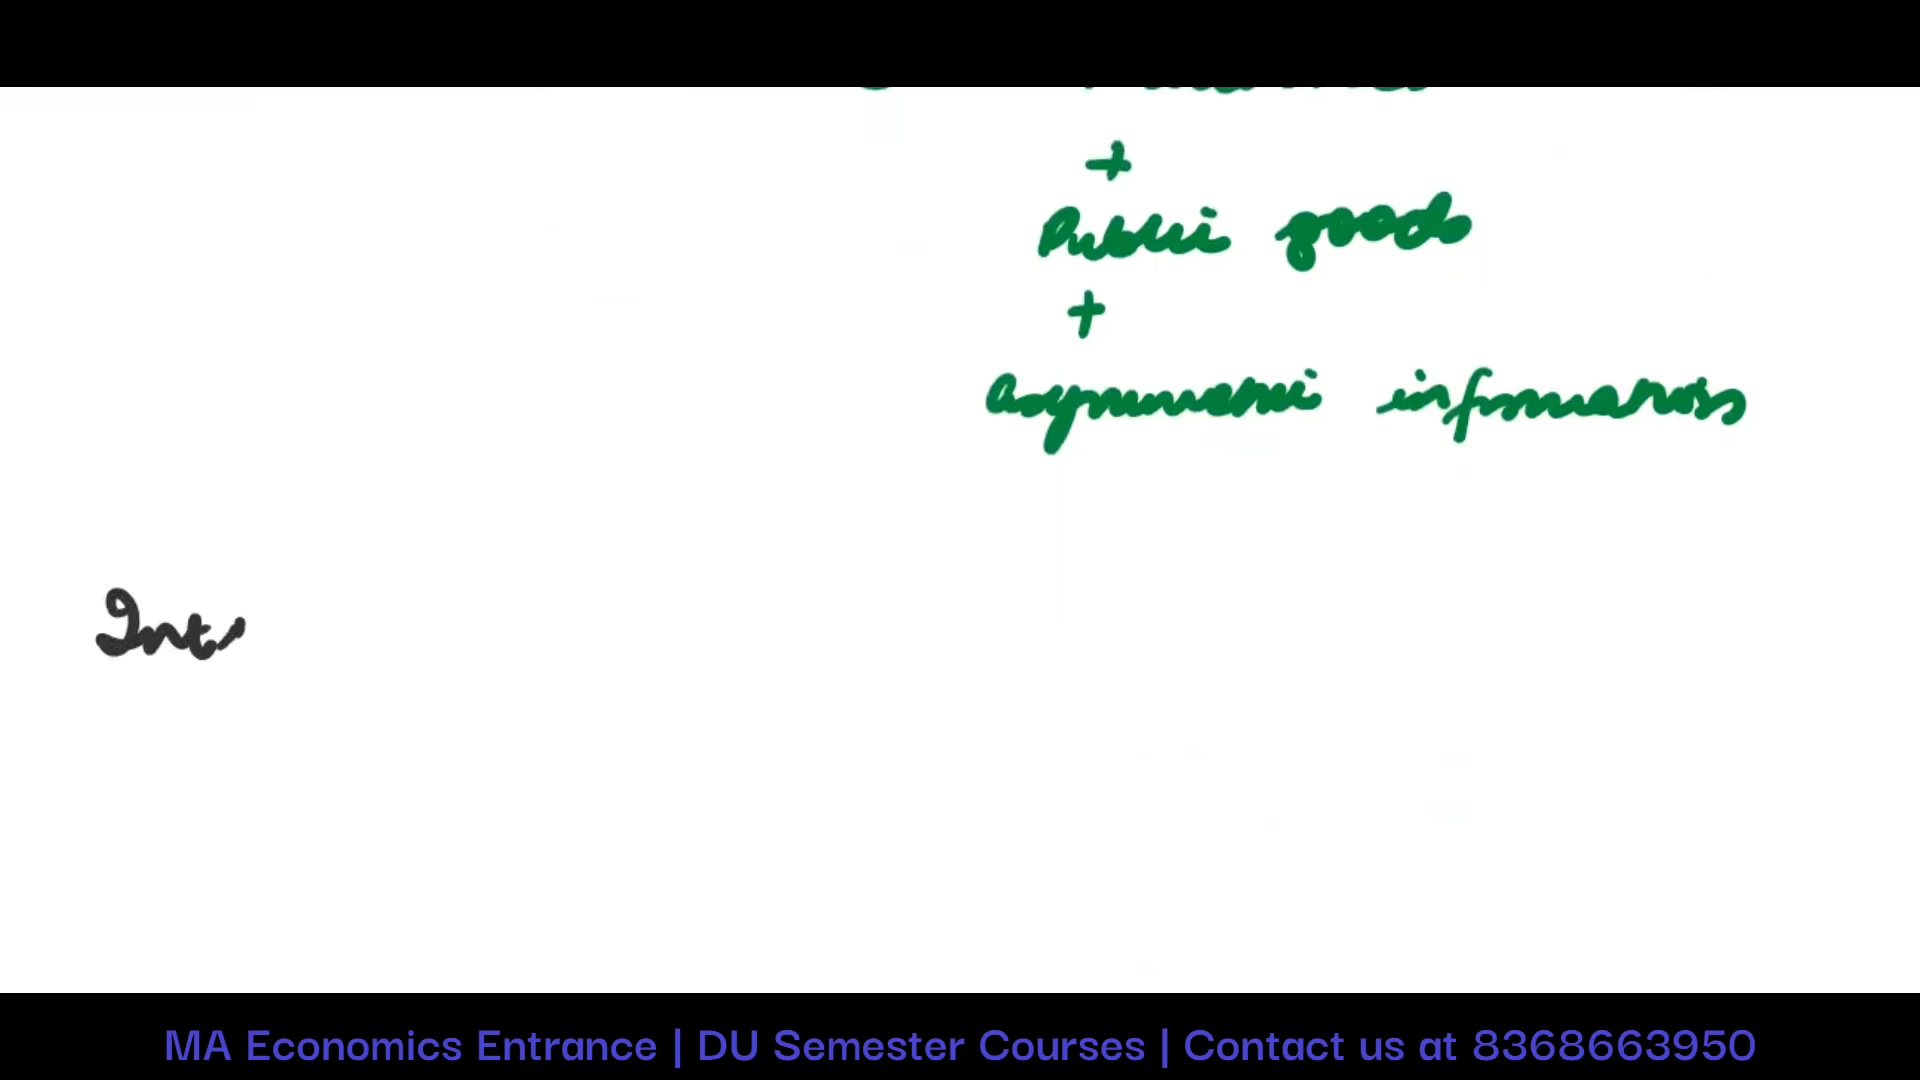 +
Public goods
+
asymmetric information
Int
MA Economics Entrance | DU Semester Courses | Contact us at 8368663950